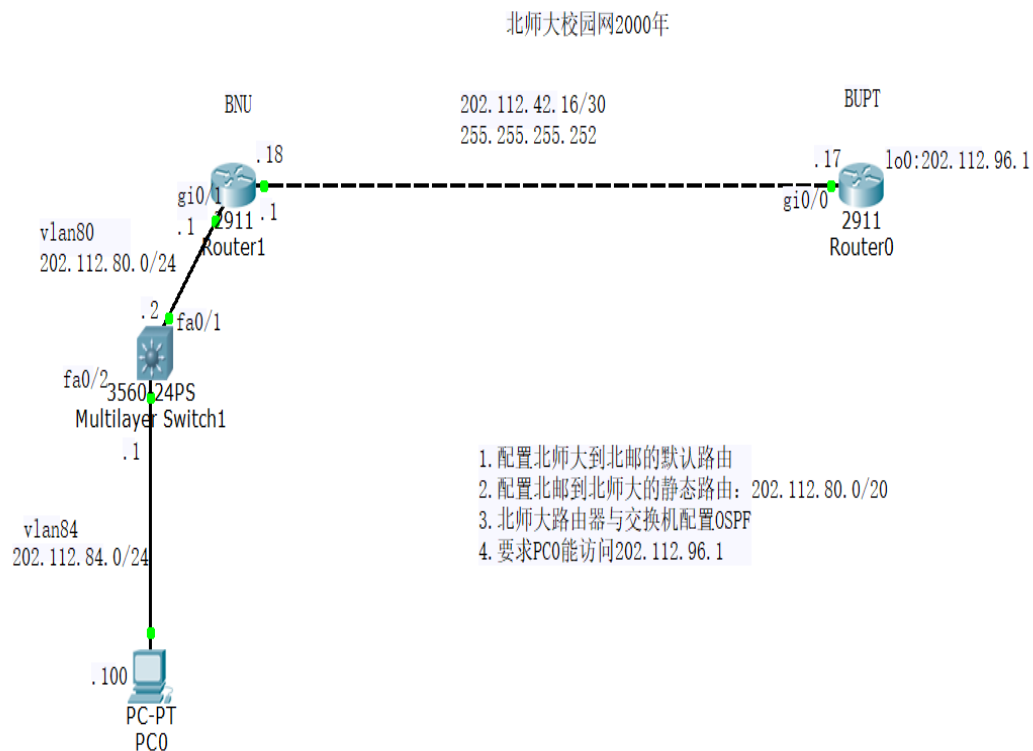 北师大校园网2000年
BNU
202.112.42.16/30
255.255.255.252
BUPT
.18
.17
lo0:202.112.96.1
gi0/1
.1
.1
gi0/0
2911
Router1
2911
Router0
vlan80
202.112.80.0/24
.2
fa0/1
fa0/2
3560-24PS
Multilayer Switch1
.1
1.配置北师大到北邮的默认路由
2.配置北邮到北师大的静态路由：202.112.80.0/20
3.北师大路由器与交换机配置OSPF
4.要求PC0能访问202.112.96.1
vlan84
202.112.84.0/24
.100
PC-PT
PC0